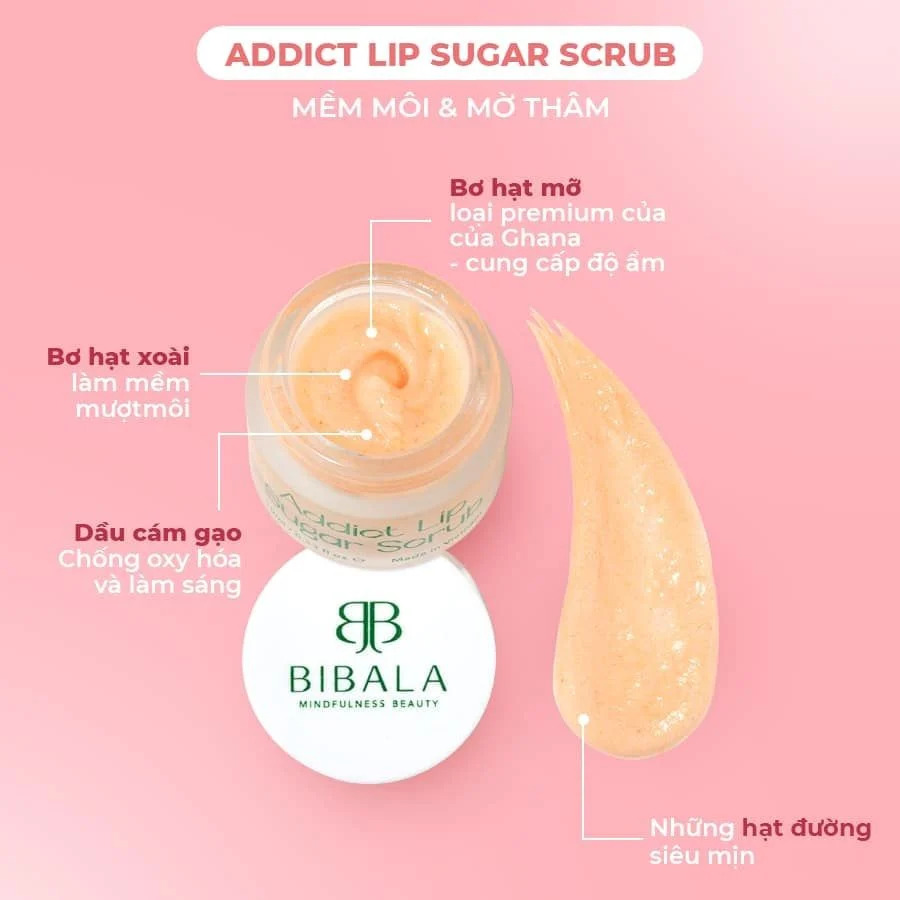 ADDICT LIP SUGAR SCRUB
MỀM MÔI & MỜ THÂM
Bơ hạt mỡ
loại premium của
của Ghana
- cung cấp độ ẩm
Bơ hạt xoài
làm mềm
mượtmôi
Dầu cám gạo
Chống oxy hóa
và làm sáng
Addict Lip
Sugar Scrub
Made in
BIBALA
MINDFULNESS BEAUTY
Những hạt đường
siêu mịn